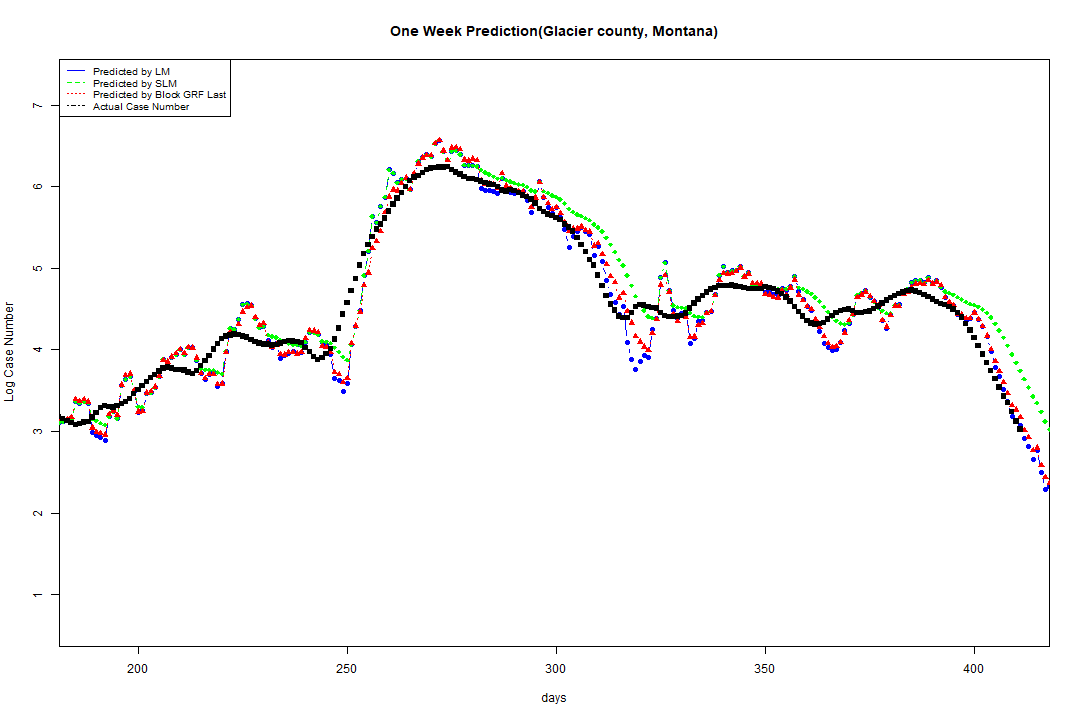 One Week Prediction(Glacier county, Montana)
Predicted by LM
Predicted by SLM
Predicted by Block GRF Last
Actual Case Number
7
6
5
4
3
2
1
Log Case Number
200 250 300 350 400
days